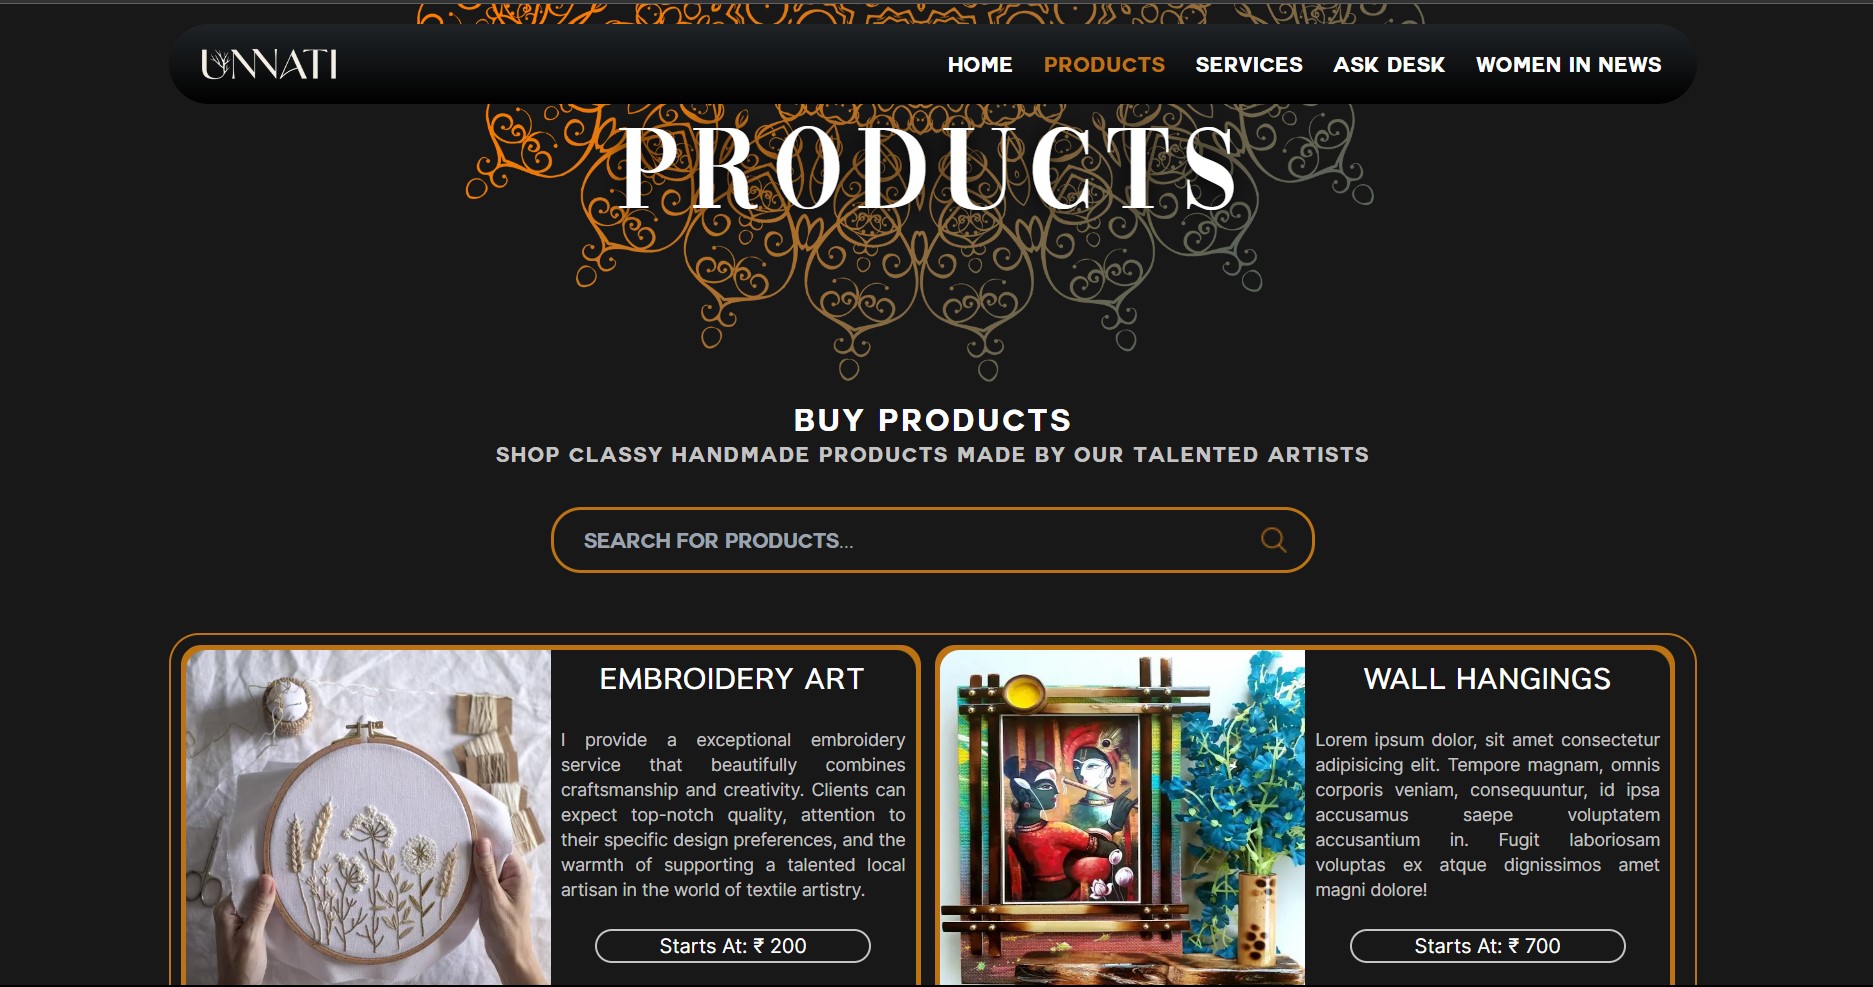 UNNATI
HOME PRODUCTS SERVICES ASK DESK WOMEN IN NEWS
PRODUCTS
BUY PRODUCTS
SHOP CLASSY HANDMADE PRODUCTS MADE BY OUR TALENTED ARTISTS
SEARCH FOR PRODUCTS...
EMBROIDERY ART
I provide a exceptional embroidery
service that beautifully combines
craftsmanship and creativity. Clients can
expect top-notch quality, attention to
their specific design preferences, and the
warmth of supporting a talented local
artisan in the world of textile artistry.
Starts At: ₹ 200
WALL HANGINGS
Lorem ipsum dolor, sit amet consectetur
adipisicing elit. Tempore magnam, omnis
corporis veniam, consequuntur, id ipsa
accusamus saepe voluptatem
accusantium in. Fugit laboriosam
voluptas ex atque dignissimos amet
magni dolore!
Starts At: ₹ 700